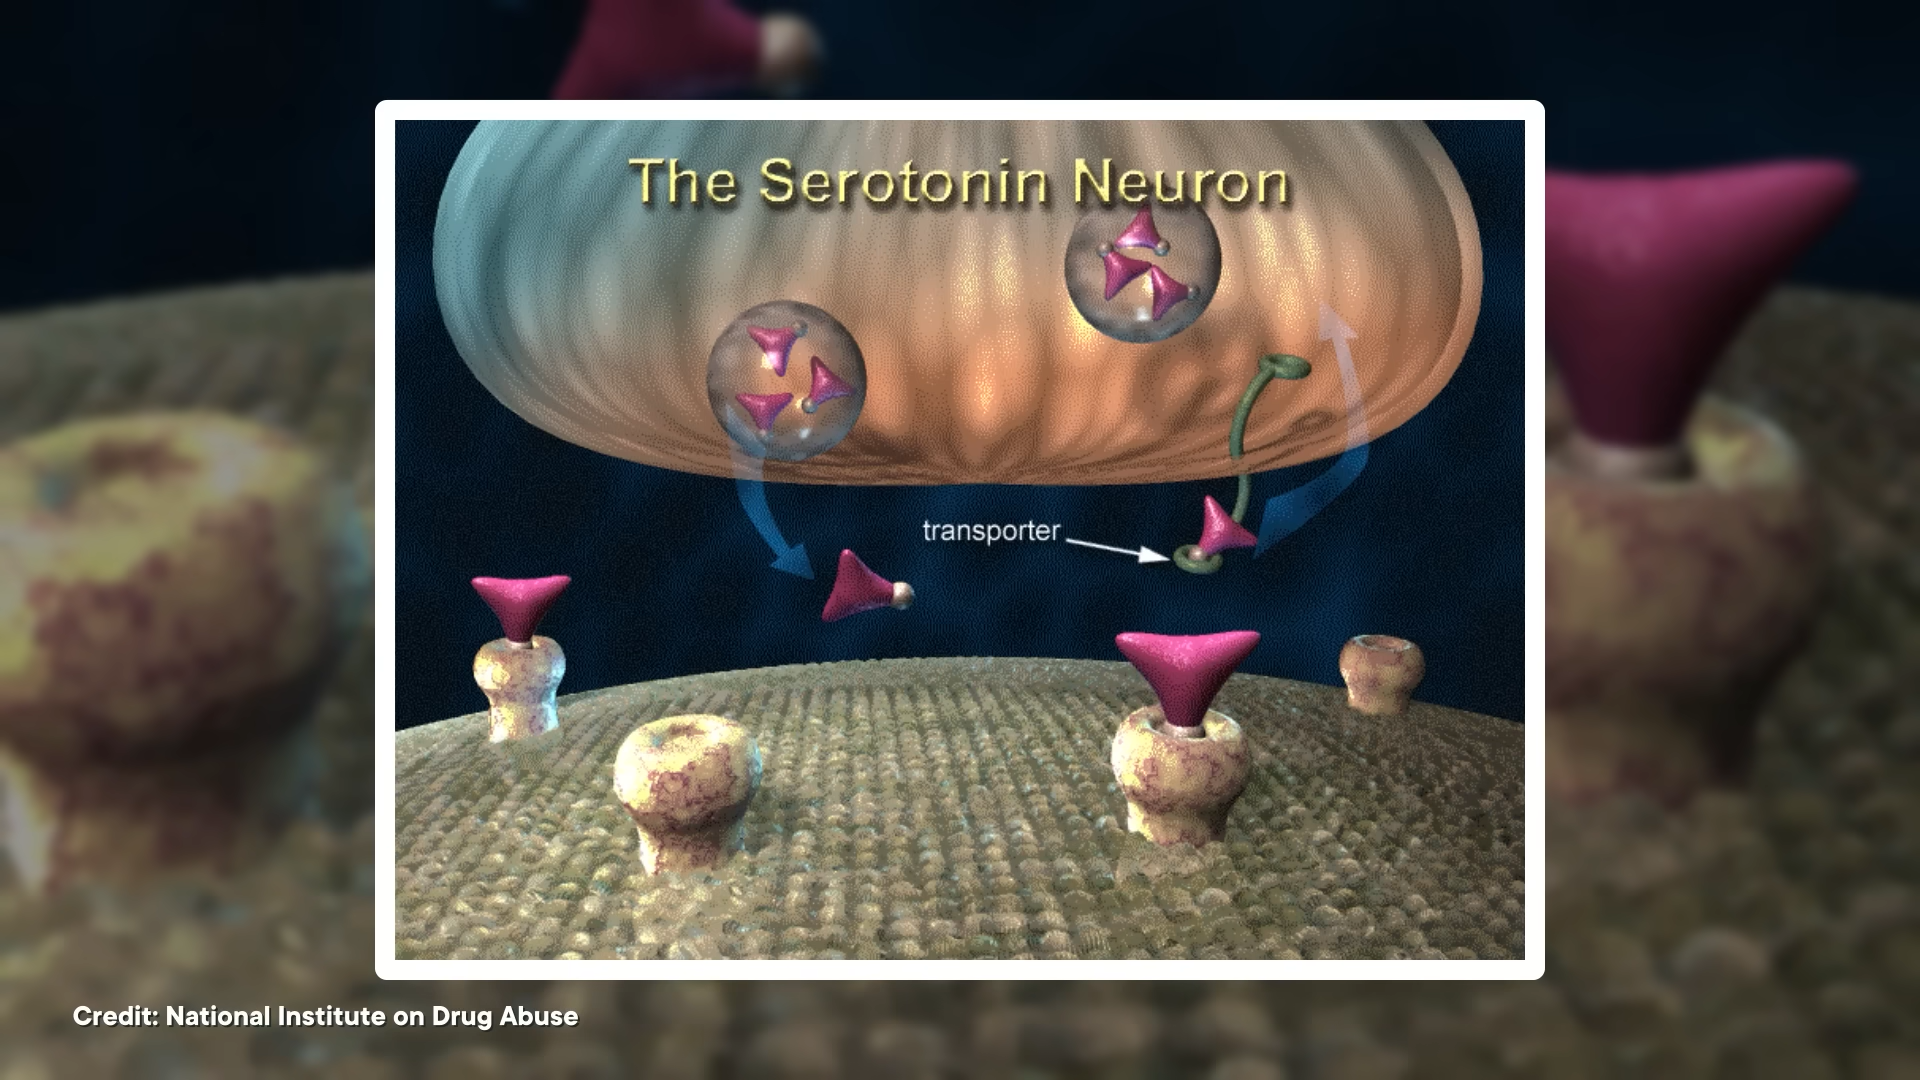 The Serotonin Neuron
transporter
Credit: National Institute on Drug Abuse